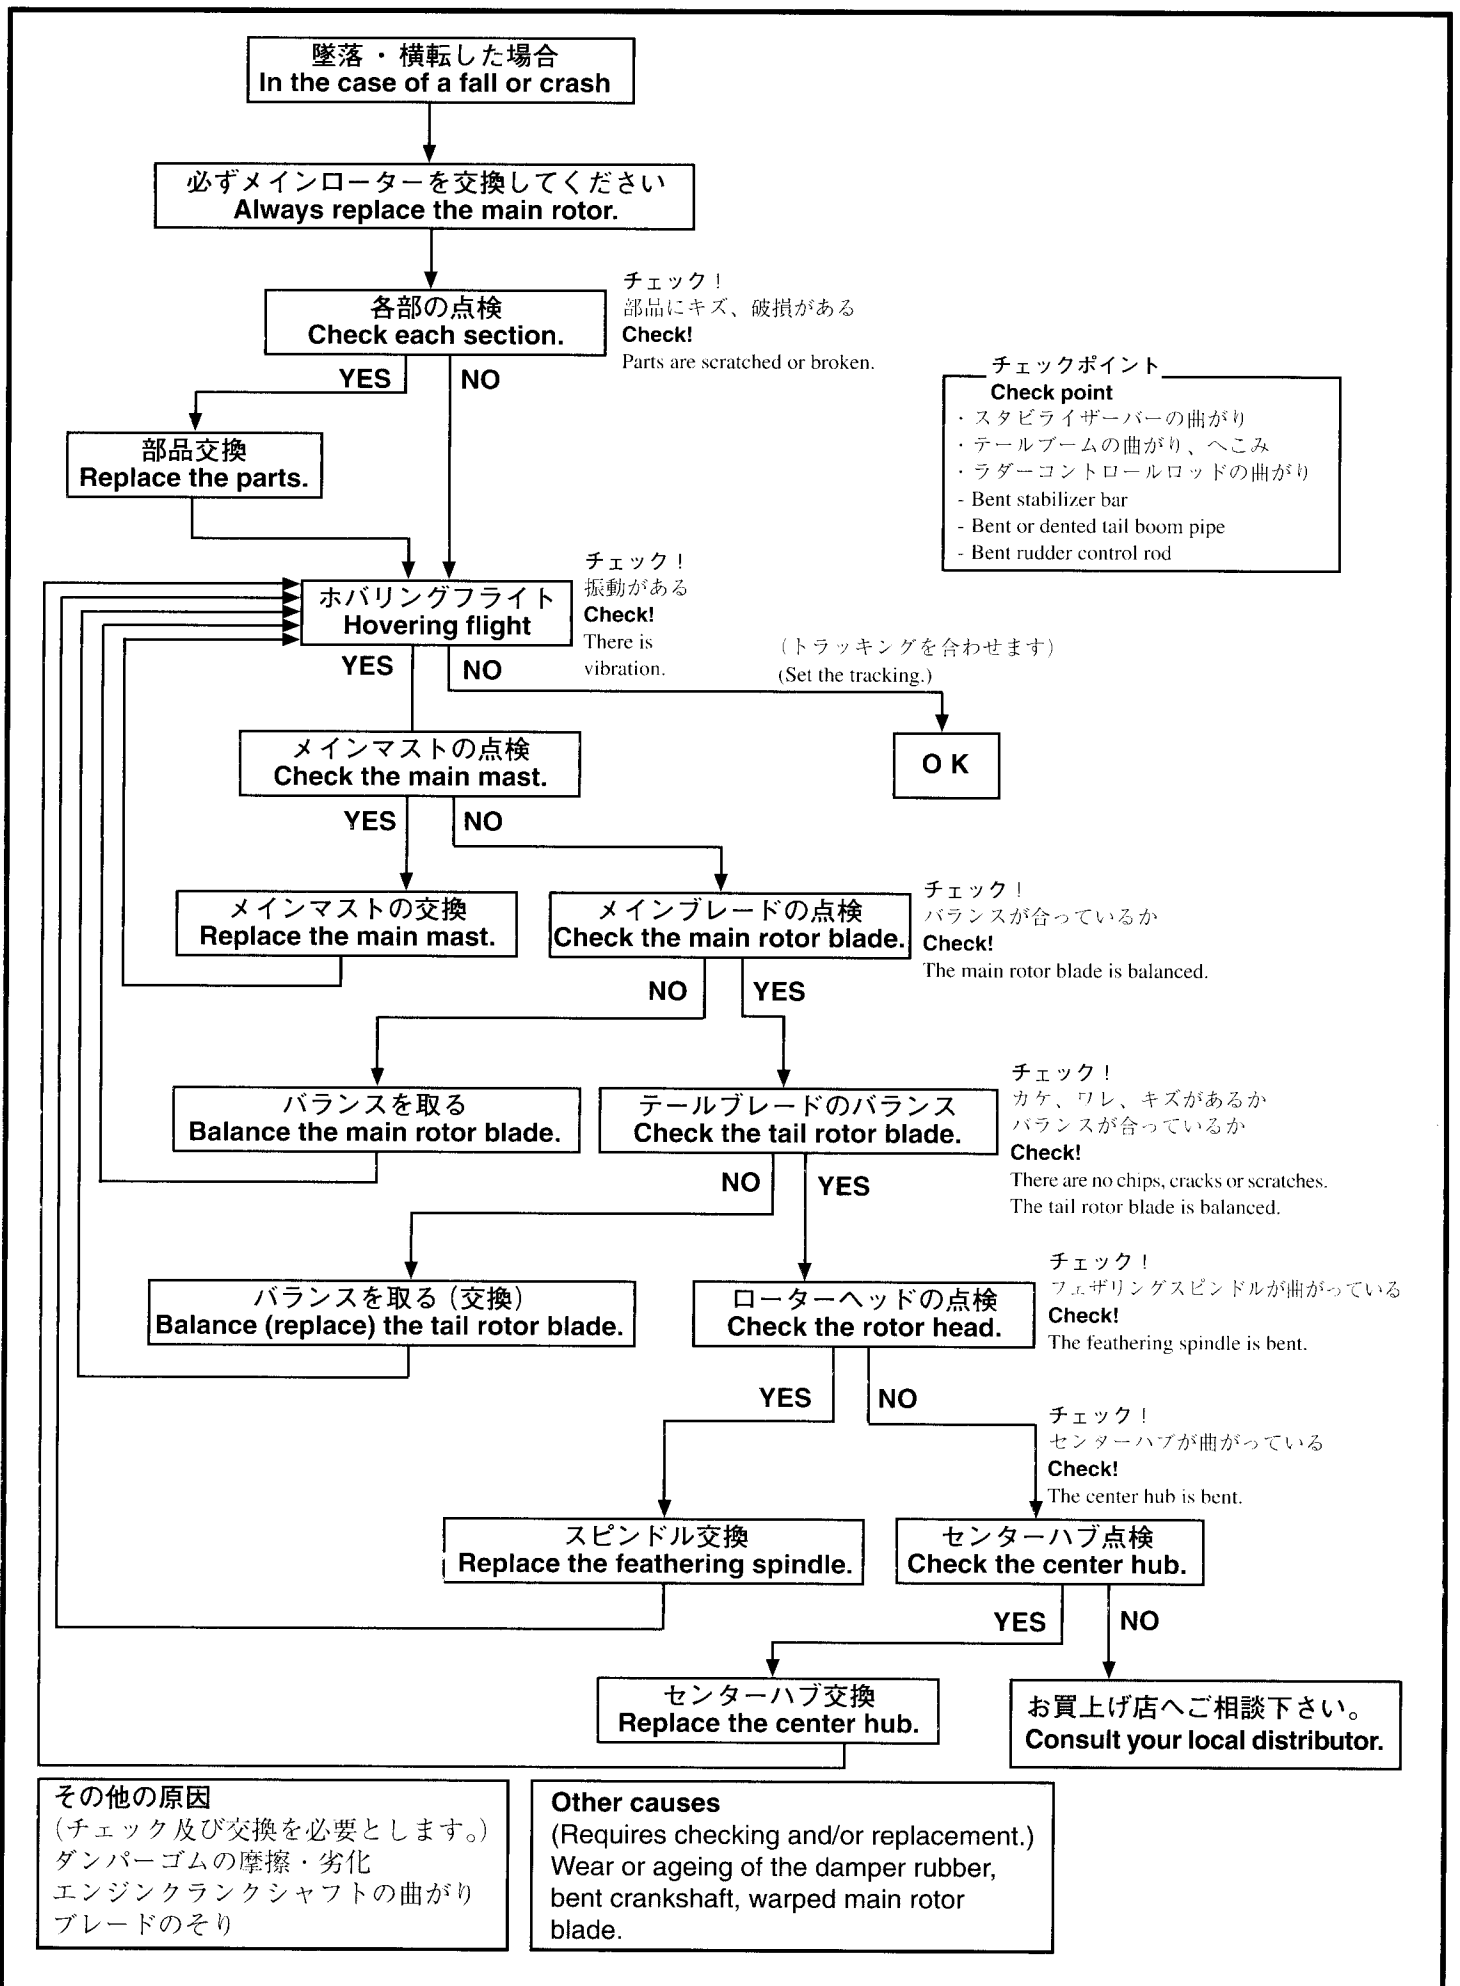 墜落・横転した場合
In the case of a fall or crash
必ずメインローターを交換してください
Always replace the main rotor.
各部の点検
Check each section.
チェック！
部品にキズ、破損がある
Check!
Parts are scratched or broken.
YES
NO
チェックポイント
Check point
・スタビライザーバーの曲がり
・テールブームの曲がり、へこみ
・ラダーコントロールロッドの曲がり
- Bent stabilizer bar
- Bent or dented tail boom pipe
- Bent rudder control rod
部品交換
Replace the parts.
ホバリングフライト
Hovering flight
チェック！
振動がある
Check!
There is
vibration.
YES
NO
(トラッキングを合わせます)
(Set the tracking.)
メインマストの点検
Check the main mast.
O K
YES
NO
メインマストの交換
Replace the main mast.
メインブレードの点検
Check the main rotor blade.
チェック！
バランスが合っているか
Check!
The main rotor blade is balanced.
NO
YES
バランスを取る
Balance the main rotor blade.
テールブレードのバランス
Check the tail rotor blade.
チェック！
カケ、ワレ、キズがあるか
バランスが合っているか
Check!
There are no chips, cracks or scratches.
The tail rotor blade is balanced.
NO
YES
バランスを取る (交換)
Balance (replace) the tail rotor blade.
ローターヘッドの点検
Check the rotor head.
チェック！
フェザリングスピンドルが曲がっている
Check!
The feathering spindle is bent.
YES
NO
チェック！
センターハブが曲がっている
Check!
The center hub is bent.
スピンドル交換
Replace the feathering spindle.
センターハブ点検
Check the center hub.
YES
NO
センターハブ交換
Replace the center hub.
お買上げ店へご相談下さい。
Consult your local distributor.
その他の原因
(チェック及び交換を必要とします。)
ダンパーゴムの摩擦・劣化
エンジンクランクシャフトの曲がり
ブレードのそり
Other causes
(Requires checking and/or replacement.)
Wear or ageing of the damper rubber,
bent crankshaft, warped main rotor
blade.